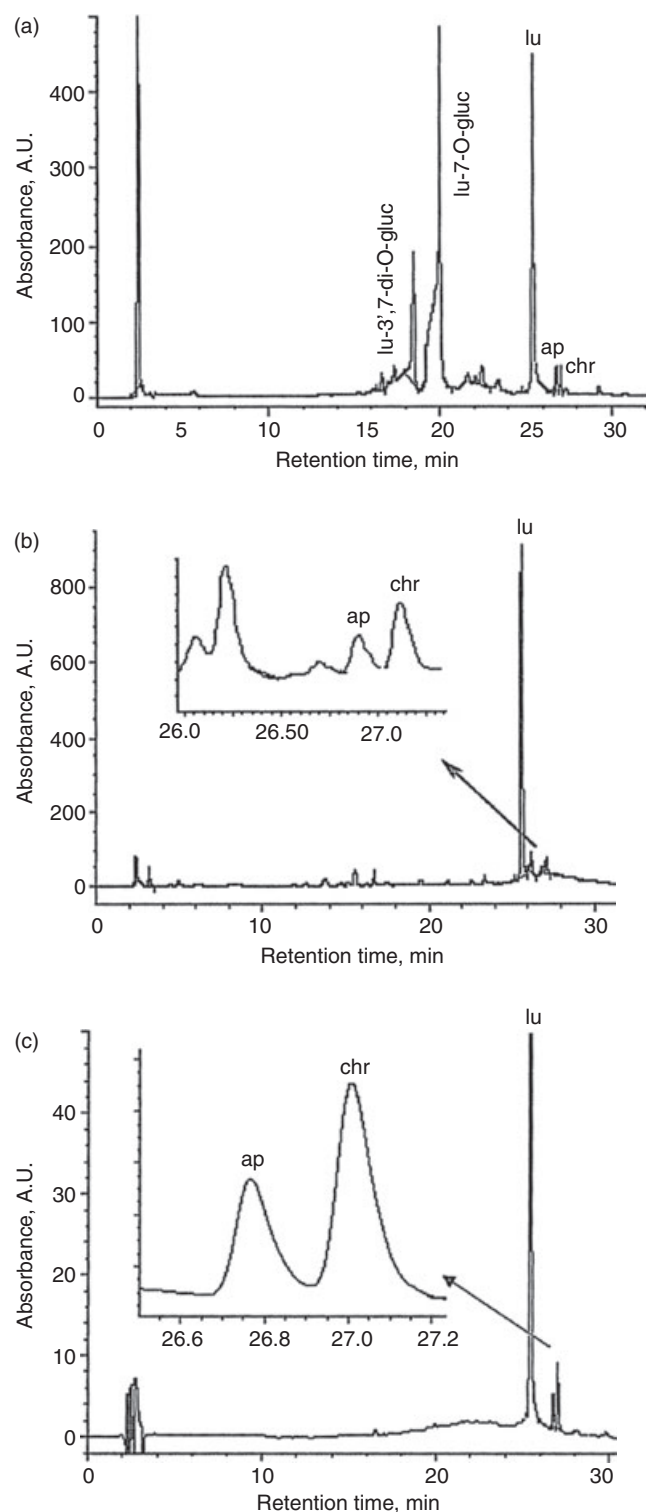 (a)
Absorbance, A.U.
400
300
200
100
0
lu-3',7-di-O-gluc
lu-7-O-gluc
lu
ap
chr
0 5 10 15 20 25 30
Retention time, min
(b)
Absorbance, A.U.
800
600
400
200
0
lu
ap
chr
26.0 26.50 27.0
0 10 20 30
Retention time, min
(c)
Absorbance, A.U.
40
30
20
10
0
lu
ap
chr
26.6 26.8 27.0 27.2
0 10 20 30
Retention time, min